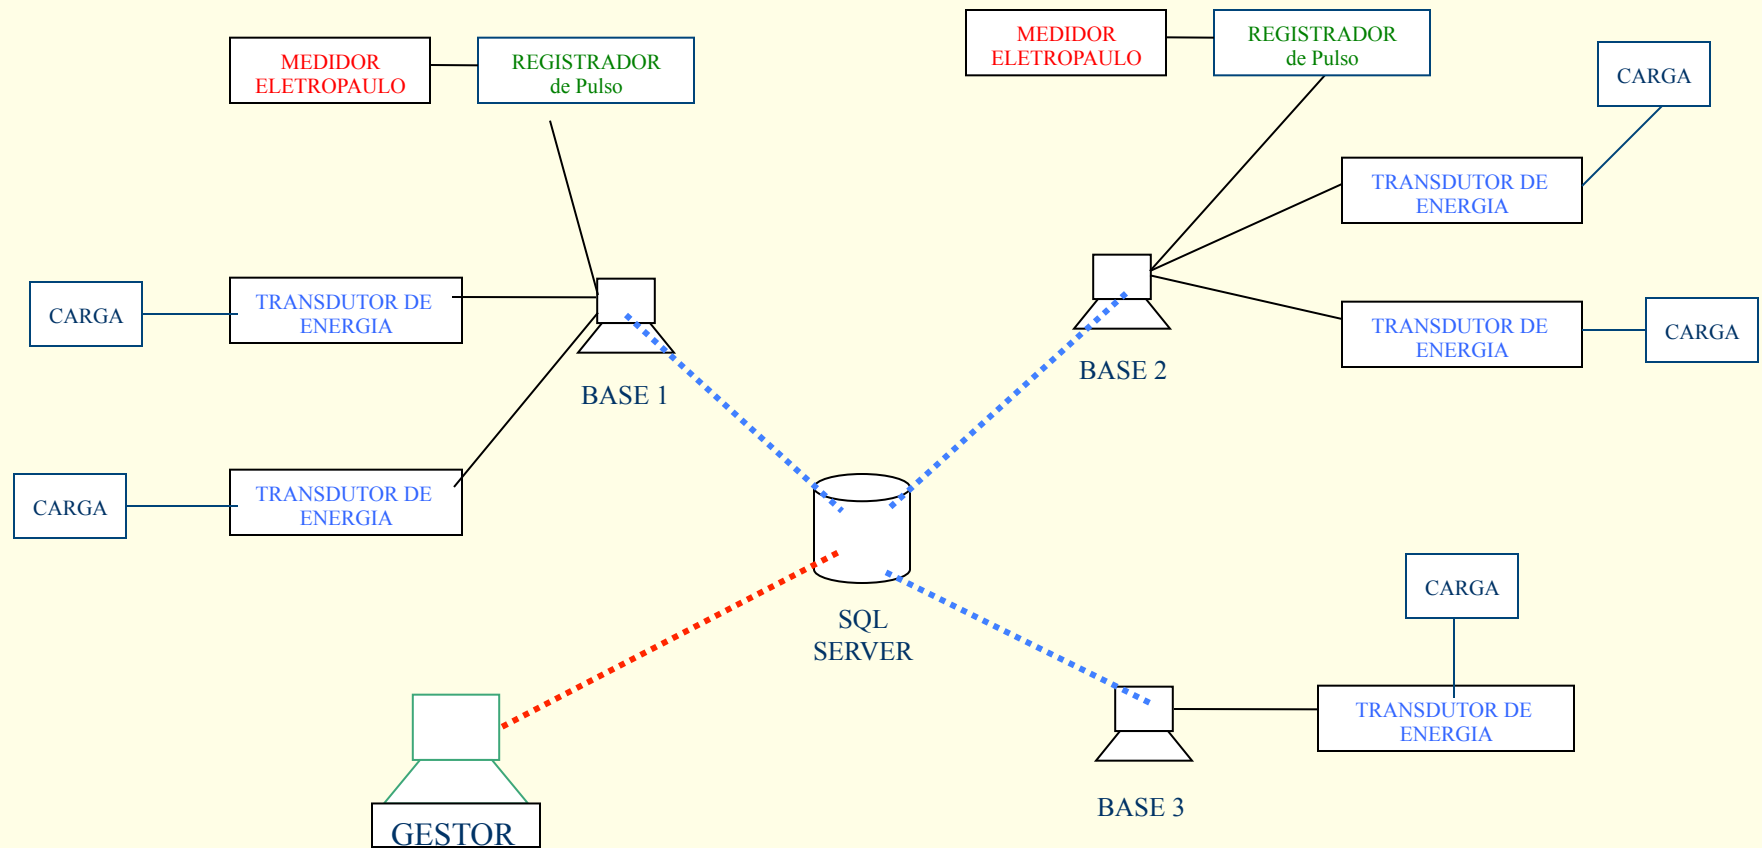 MEDIDOR
ELETROPAULO
REGISTRADOR
de Pulso
MEDIDOR
ELETROPAULO
REGISTRADOR
de Pulso
CARGA
TRANSDUTOR DE
ENERGIA
CARGA
TRANSDUTOR DE
ENERGIA
BASE 1
BASE 2
TRANSDUTOR DE
ENERGIA
CARGA
CARGA
TRANSDUTOR DE
ENERGIA
SQL
SERVER
CARGA
TRANSDUTOR DE
ENERGIA
BASE 3
GESTOR